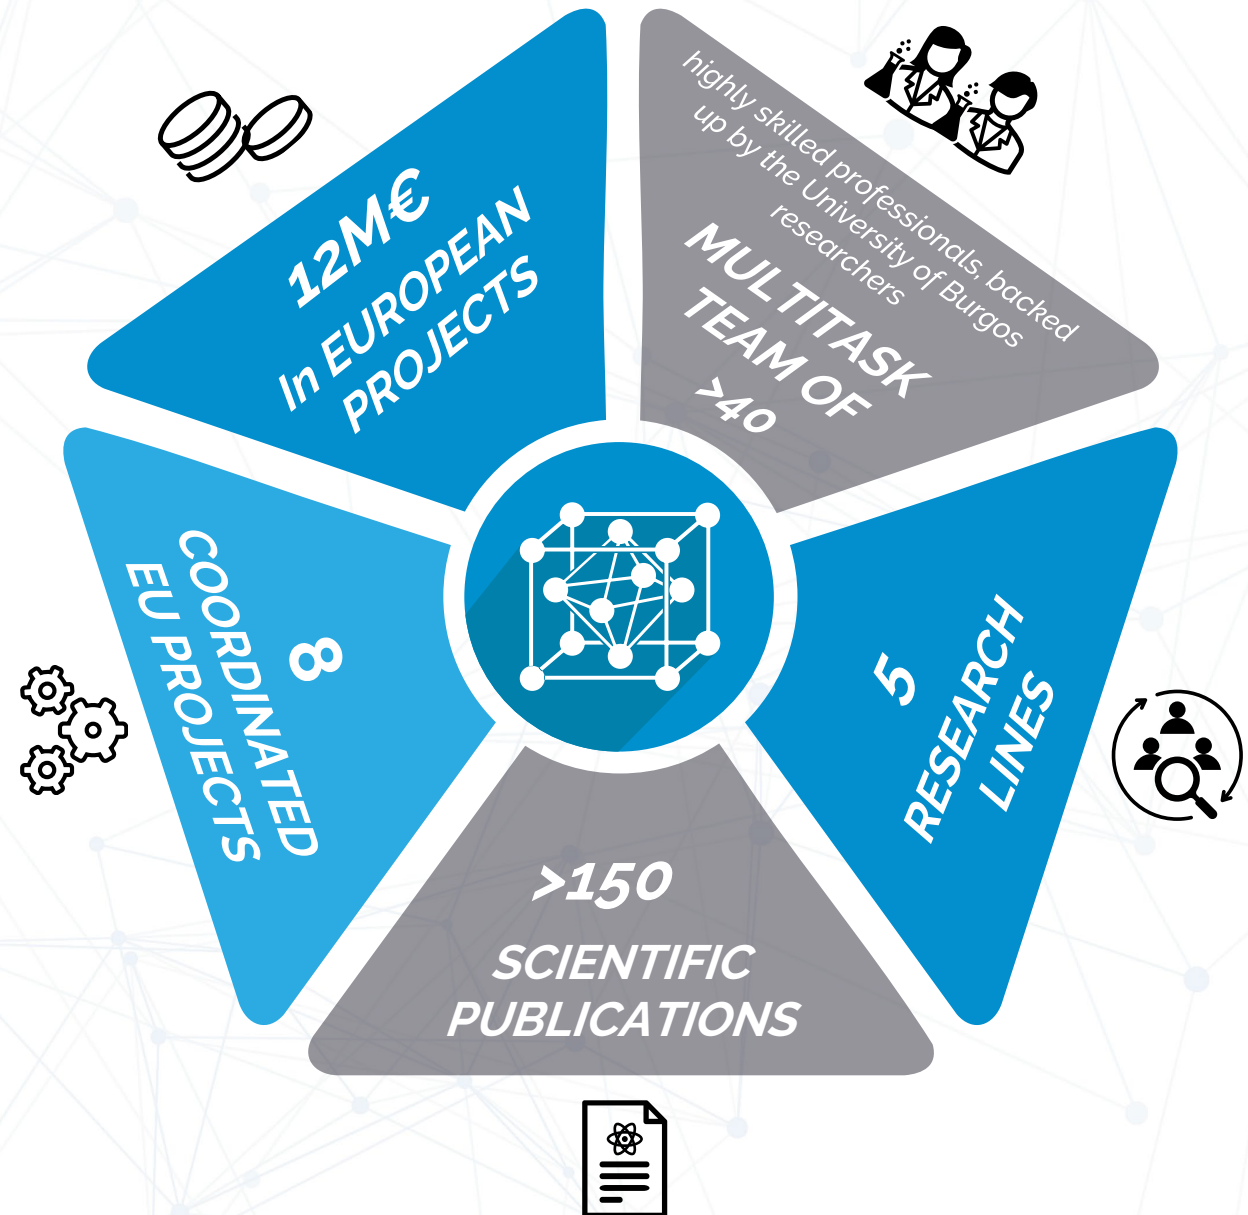 12M€
In EUROPEAN
PROJECTS
highly skilled professionals, backed
up by the University of Burgos
researchers
MULTITASK
TEAM OF
>40
8
COORDINATED
EU PROJECTS
5
RESEARCH
LINES
>150
SCIENTIFIC
PUBLICATIONS